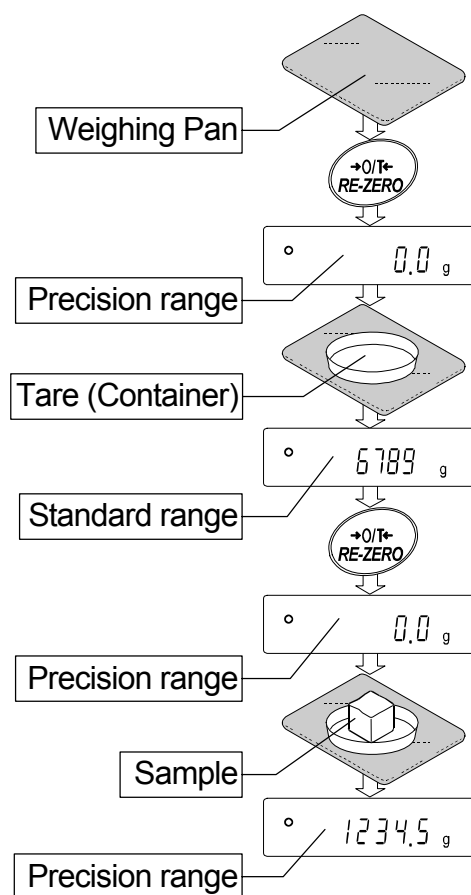 Weighing Pan
→0/T←
RE-ZERO
0.0 g
Precision range
Tare (Container)
6789 g
Standard range
→0/T←
RE-ZERO
0.0 g
Precision range
Sample
1234.5 g
Precision range